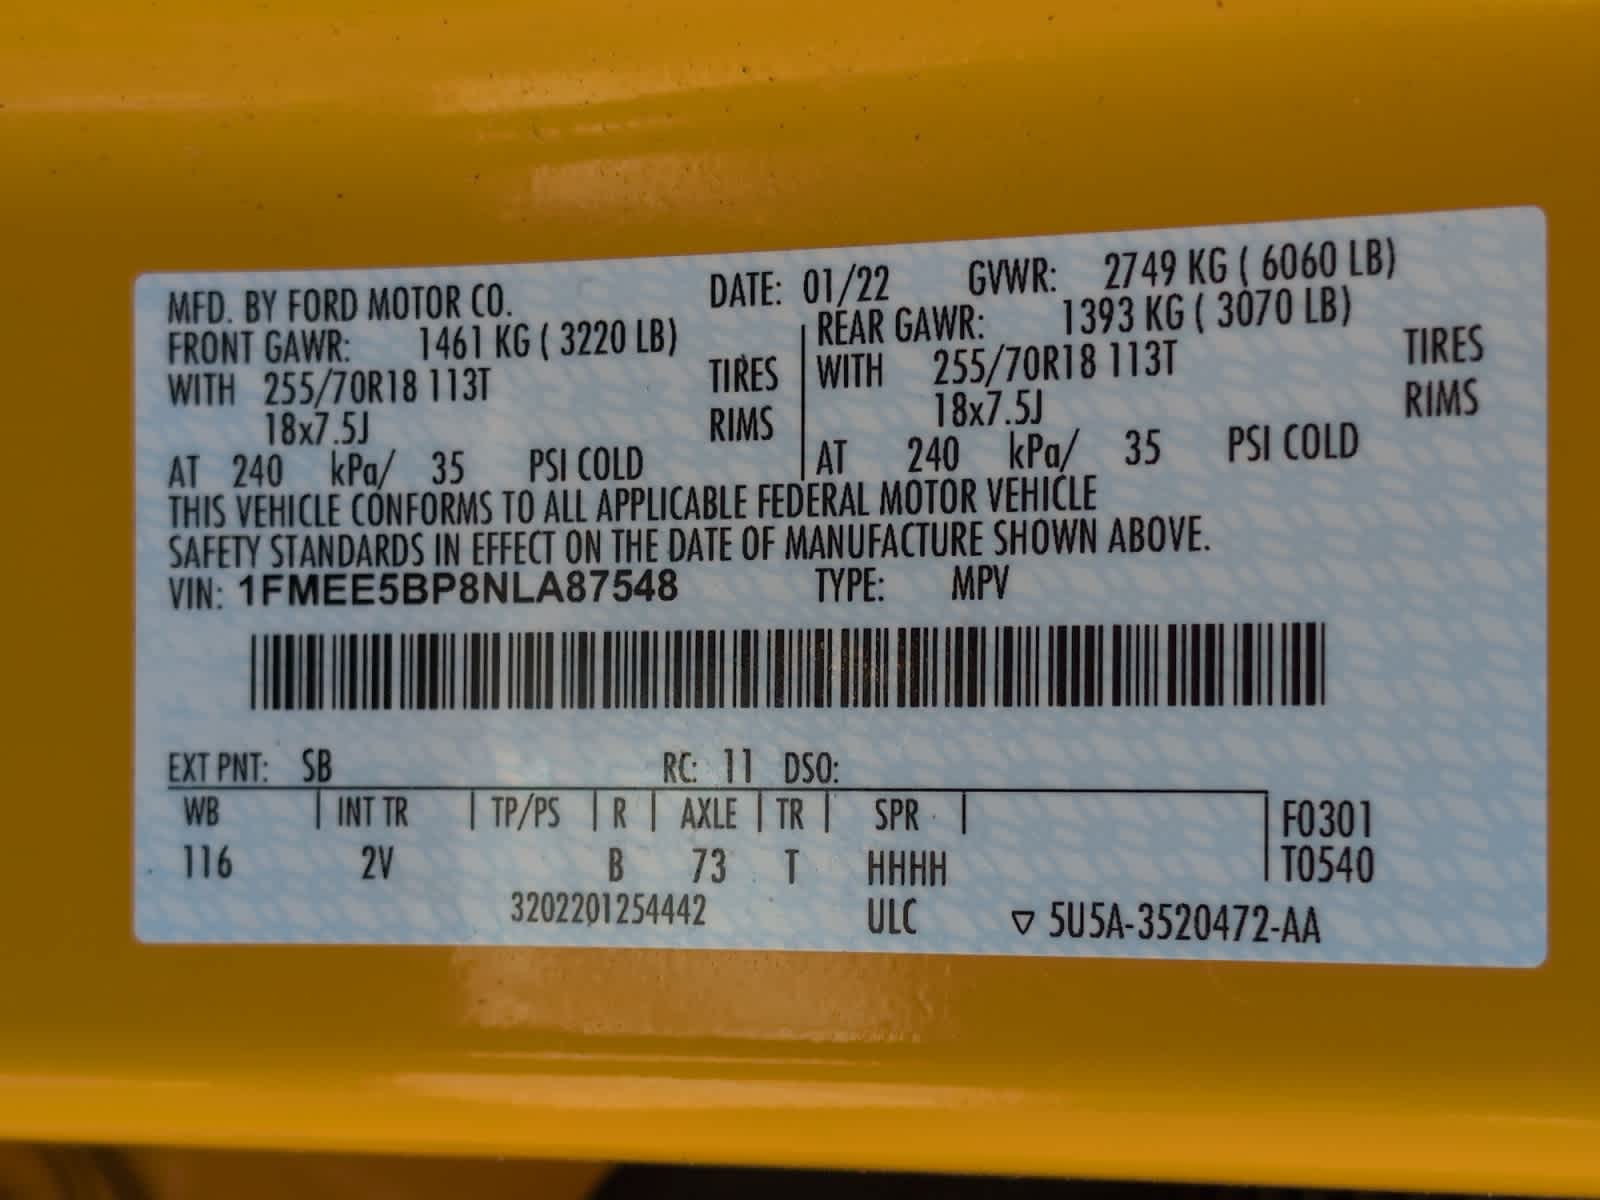 MFD. BY FORD MOTOR CO. DATE: 01/22 GVWR: 2749 KG ( 6060 LB)
FRONT GAWR: 1461 KG ( 3220 LB) REAR GAWR: 1393 KG ( 3070 LB)
WITH 255/70R18 113T TIRES WITH 255/70R18 113T TIRES
18x7.5J RIMS 18x7.5J RIMS
AT 240 kPa/ 35 PSI COLD AT 240 kPa/ 35 PSI COLD
THIS VEHICLE CONFORMS TO ALL APPLICABLE FEDERAL MOTOR VEHICLE
SAFETY STANDARDS IN EFFECT ON THE DATE OF MANUFACTURE SHOWN ABOVE.
VIN: 1FMEE5BP8NLA87548 TYPE: MPV
EXT PNT: SB RC: 11 DSO:
WB INT TR TP/PS R AXLE TR SPR F0301
116 2V B 73 T HHHH T0540
3202201254442 ULC ▽ 5U5A-3520472-AA